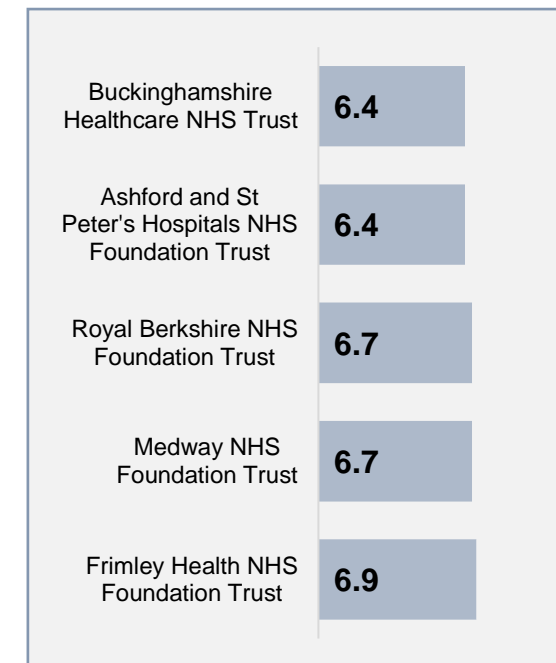 Buckinghamshire
Healthcare NHS Trust
6.4
Ashford and St
Peter's Hospitals NHS
Foundation Trust
6.4
Royal Berkshire NHS
Foundation Trust
6.7
Medway NHS
Foundation Trust
6.7
Frimley Health NHS
Foundation Trust
6.9